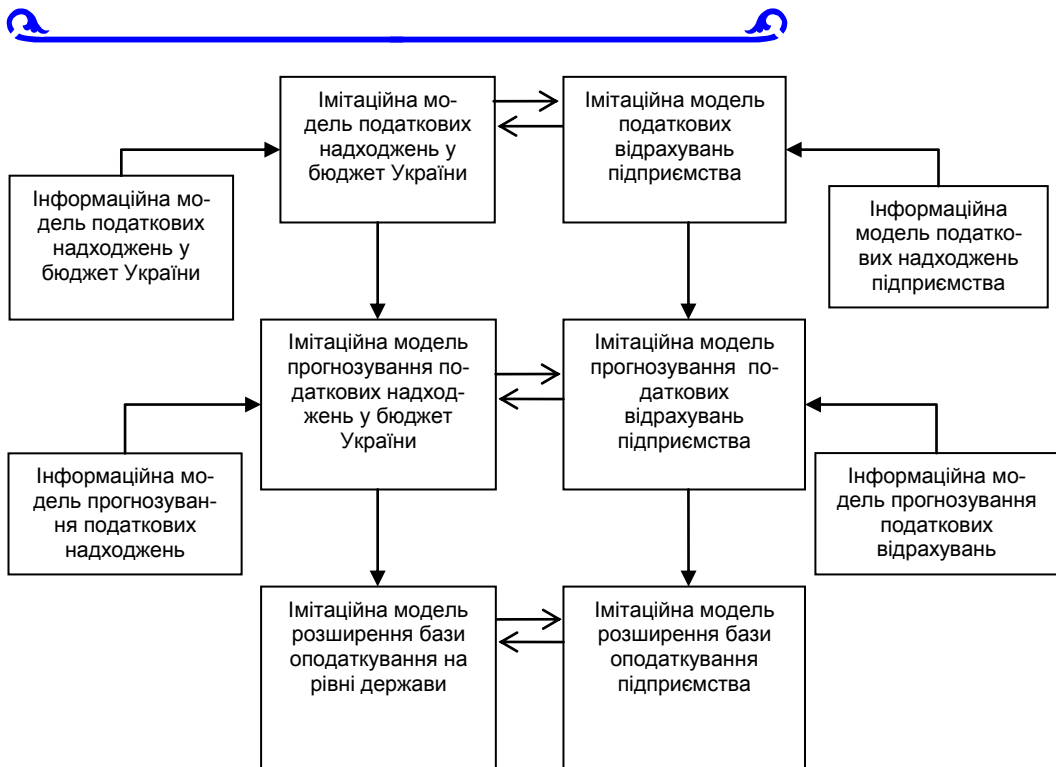 Імітаційна мо-
дель податкових
надходжень у
бюджет України
Імітаційна модель
податкових
відрахувань
підприємства
Інформаційна мо-
дель податкових
надходжень у
бюджет України
Інформаційна
модель податко-
вих надходжень
підприємства
Імітаційна модель
прогнозування по-
даткових надход-
жень у бюджет
України
Імітаційна модель
прогнозування по-
даткових
відрахувань
підприємства
Інформаційна мо-
дель прогнозуван-
ня податкових
надходжень
Інформаційна мо-
дель прогнозування
податкових
відрахувань
Імітаційна модель
розширення бази
оподаткування на
рівні держави
Імітаційна модель
розширення бази
оподаткування
підприємства